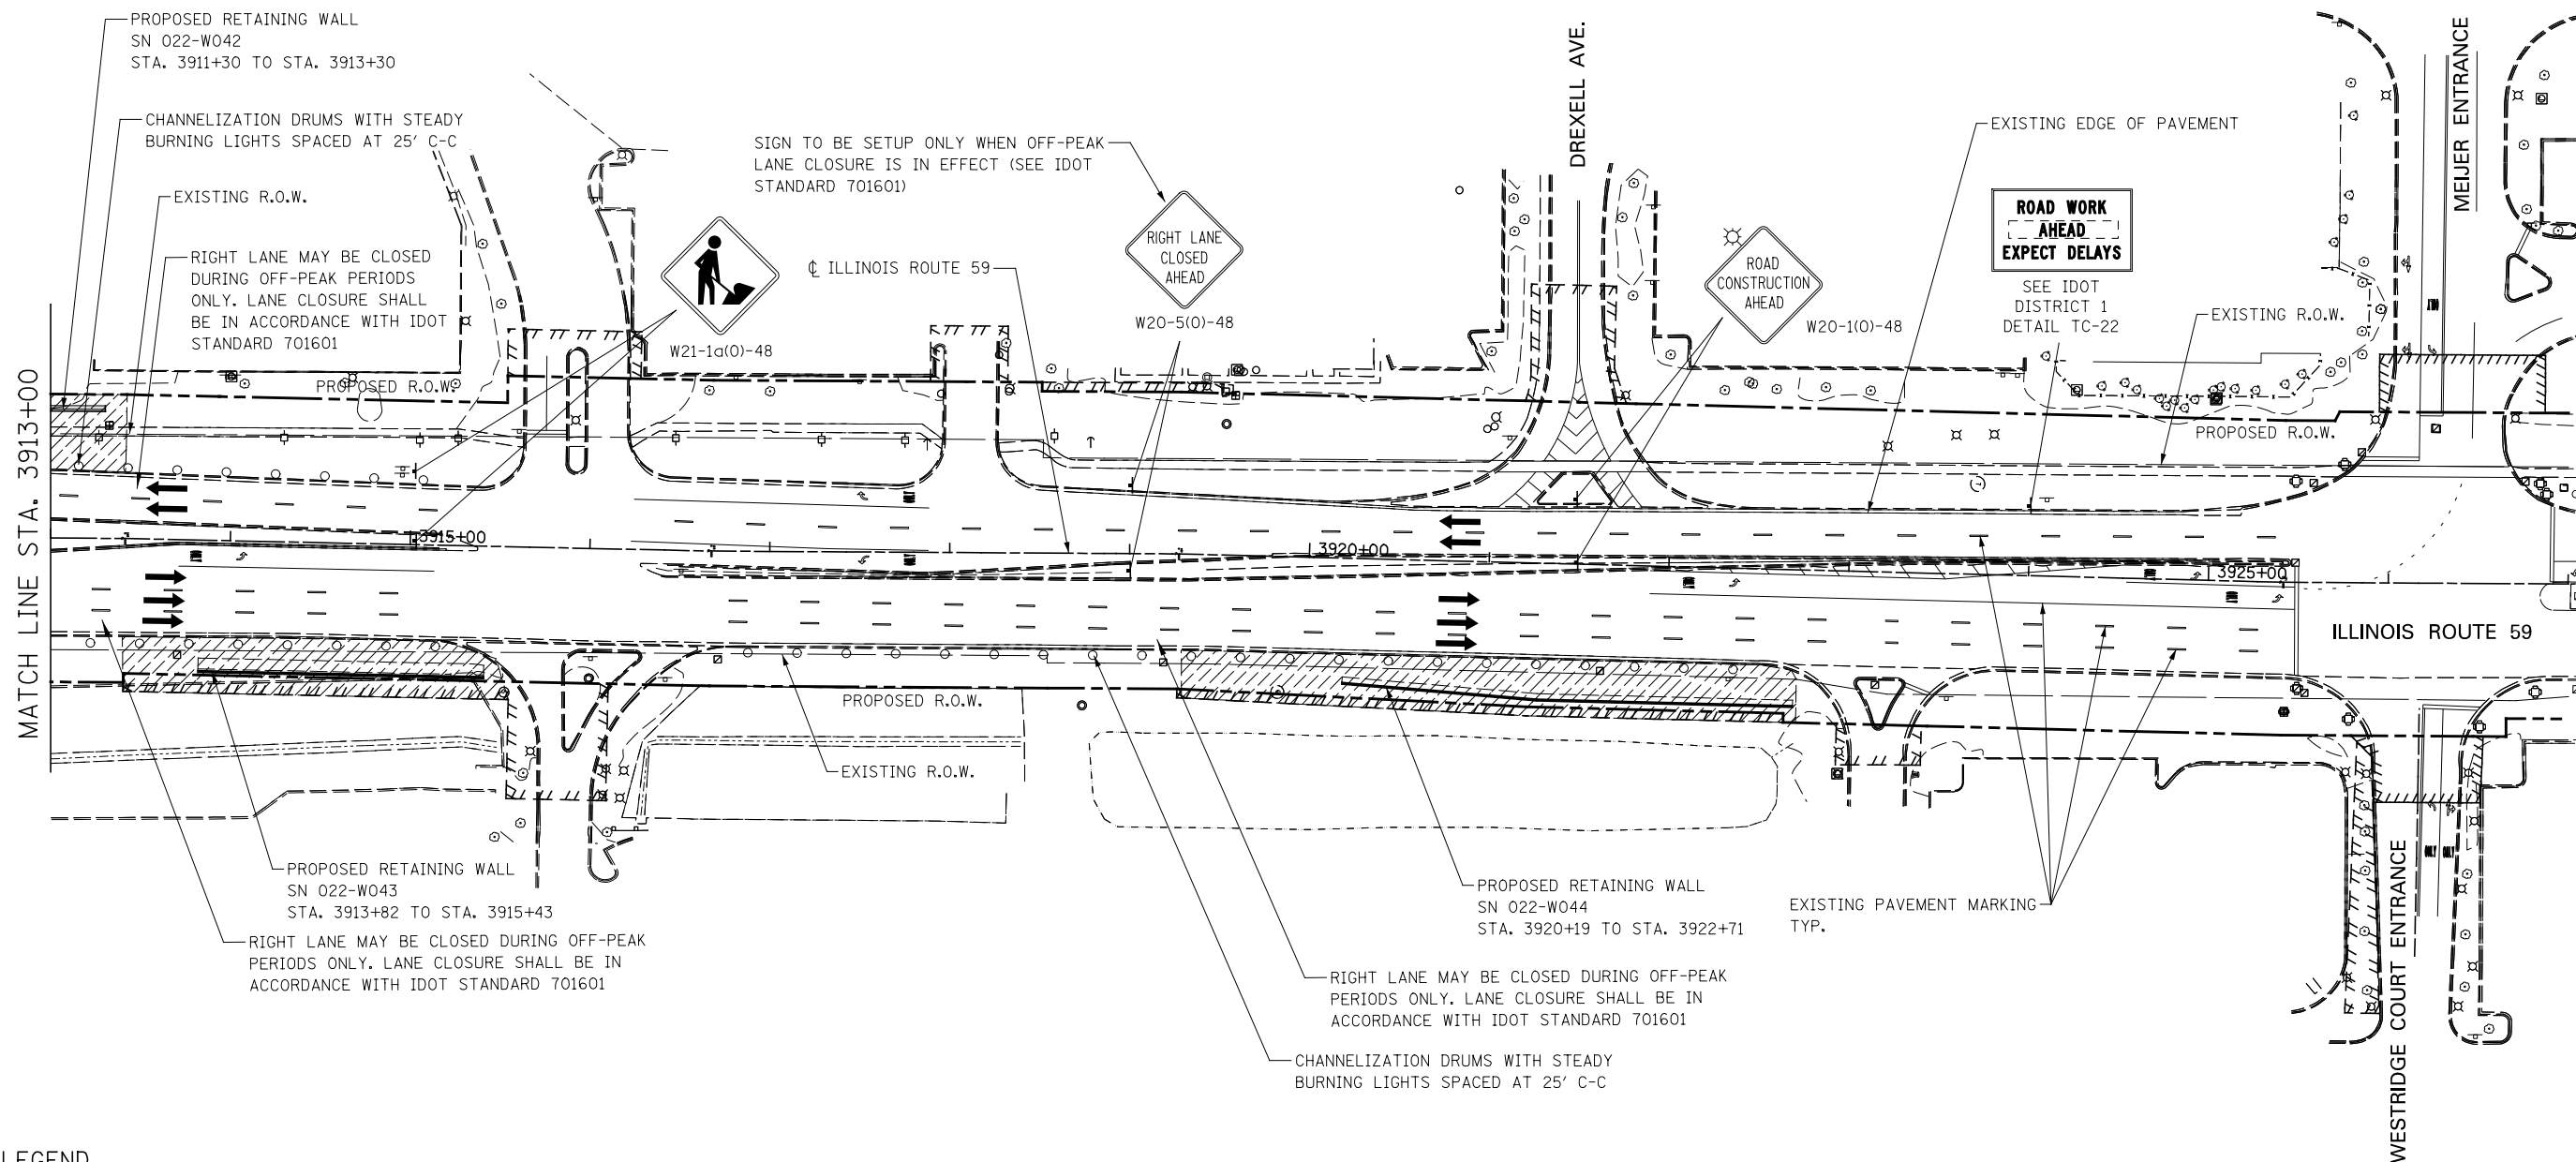 PROPOSED RETAINING WALL
SN 022-W042
STA. 3911+30 TO STA. 3913+30
CHANNELIZATION DRUMS WITH STEADY
BURNING LIGHTS SPACED AT 25' C-C
EXISTING R.O.W.
RIGHT LANE MAY BE CLOSED
DURING OFF-PEAK PERIODS
ONLY. LANE CLOSURE SHALL
BE IN ACCORDANCE WITH IDOT
STANDARD 701601
SIGN TO BE SETUP ONLY WHEN OFF-PEAK
LANE CLOSURE IS IN EFFECT (SEE IDOT
STANDARD 701601)
W21-1a(O)-48
℄ ILLINOIS ROUTE 59
RIGHT LANE
CLOSED
AHEAD
W20-5(O)-48
DREXELL AVE.
ROAD
CONSTRUCTION
AHEAD
W20-1(O)-48
EXISTING EDGE OF PAVEMENT
ROAD WORK
AHEAD
EXPECT DELAYS
SEE IDOT
DISTRICT 1
DETAIL TC-22
EXISTING R.O.W.
MEIJER ENTRANCE
ONLY
PROPOSED R.O.W.
PROPOSED R.O.W.
MATCH LINE STA. 3913+00
3915+00
3920+00
3925+00
ILLINOIS ROUTE 59
PROPOSED R.O.W.
EXISTING R.O.W.
PROPOSED RETAINING WALL
SN 022-W043
STA. 3913+82 TO STA. 3915+43
RIGHT LANE MAY BE CLOSED DURING OFF-PEAK
PERIODS ONLY. LANE CLOSURE SHALL BE IN
ACCORDANCE WITH IDOT STANDARD 701601
PROPOSED RETAINING WALL
SN 022-W044
STA. 3920+19 TO STA. 3922+71
EXISTING PAVEMENT MARKING
TYP.
RIGHT LANE MAY BE CLOSED DURING OFF-PEAK
PERIODS ONLY. LANE CLOSURE SHALL BE IN
ACCORDANCE WITH IDOT STANDARD 701601
CHANNELIZATION DRUMS WITH STEADY
BURNING LIGHTS SPACED AT 25' C-C
ONLY ONLY
WESTRIDGE COURT ENTRANCE
LEGEND